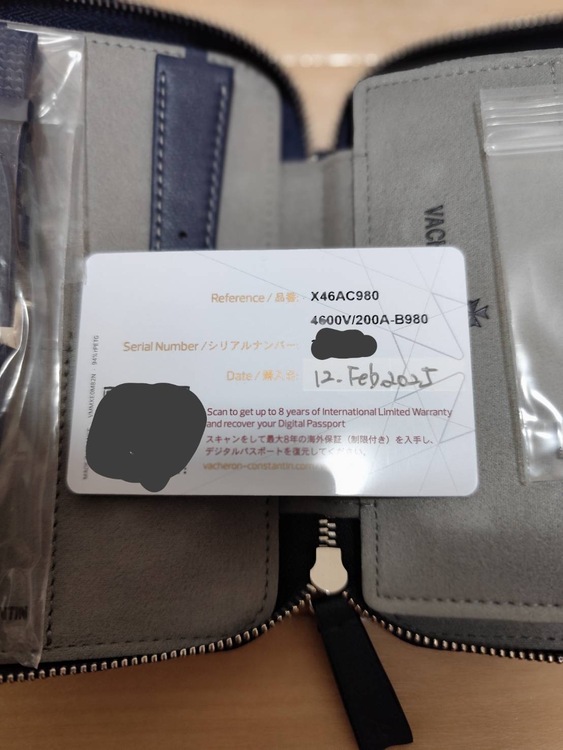 VACH
Reference / 品番: X46AC980
4600V/200A-B980
Serial Number / シリアルナンバー:
Date / 購入日: 12. Feb. 2025
Scan to get up to 8 years of International Limited Warranty
and recover your Digital Passport
スキャンをして最大8年の海外保証（制限付き）を入手し、
デジタルパスポートを復元してください。
vacheron-constantin.com
NTIN